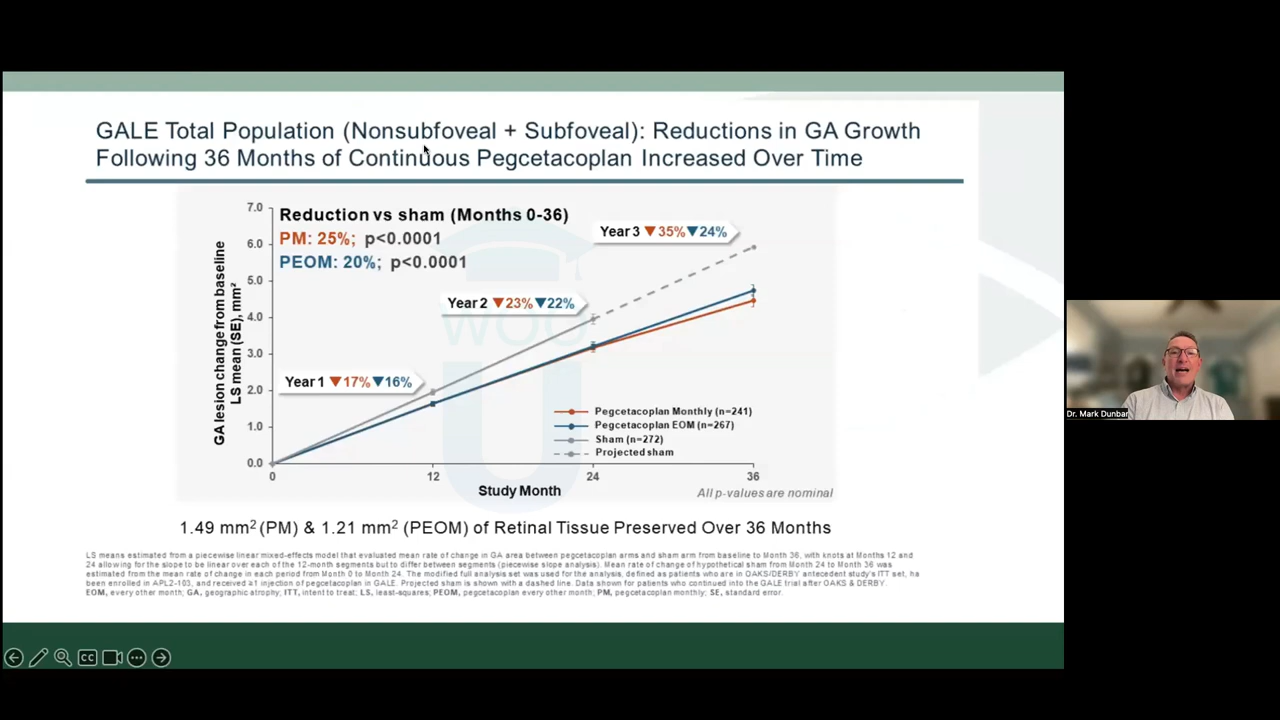 GALE Total Population (Nonsubfoveal + Subfoveal): Reductions in GA Growth
Following 36 Months of Continuous Pegcetacoplan Increased Over Time
GA lesion change from baseline
LS mean (SE), mm²
7.0
6.0
5.0
4.0
3.0
2.0
1.0
0.0
Reduction vs sham (Months 0-36)
PM: 25%; p<0.0001
PEOM: 20%; p<0.0001
Year 3 ▼35% ▼24%
Year 2 ▼23% ▼22%
Year 1 ▼17% ▼16%
WOO
U
Pegcetacoplan Monthly (n=241)
Pegcetacoplan EOM (n=267)
Sham (n=272)
Projected sham
0 12 24 36
Study Month
All p-values are nominal
1.49 mm² (PM) & 1.21 mm² (PEOM) of Retinal Tissue Preserved Over 36 Months
LS means estimated from a piecewise linear mixed-effects model that evaluated mean rate of change in GA area between pegcetacoplan arms and sham arm from baseline to Month 36, with knots at Months 12 and
24 allowing for the slope to be linear over each of the 12-month segments but to differ between segments (piecewise slope analysis). Mean rate of change of hypothetical sham from Month 24 to Month 36 was
estimated from the mean rate of change in each period from Month 0 to Month 24. The modified full analysis set was used for the analysis, defined as patients who are in OAKS/DERBY antecedent study's ITT set, had
been enrolled in APL2-103, and received ≥1 injection of pegcetacoplan in GALE. Projected sham is shown with a dashed line. Data shown for patients who continued into the GALE trial after OAKS & DERBY.
EOM, every other month; GA, geographic atrophy; ITT, intent to treat; LS, least-squares; PEOM, pegcetacoplan every other month; PM, pegcetacoplan monthly; SE, standard error.
CC
Dr. Mark Dunbar